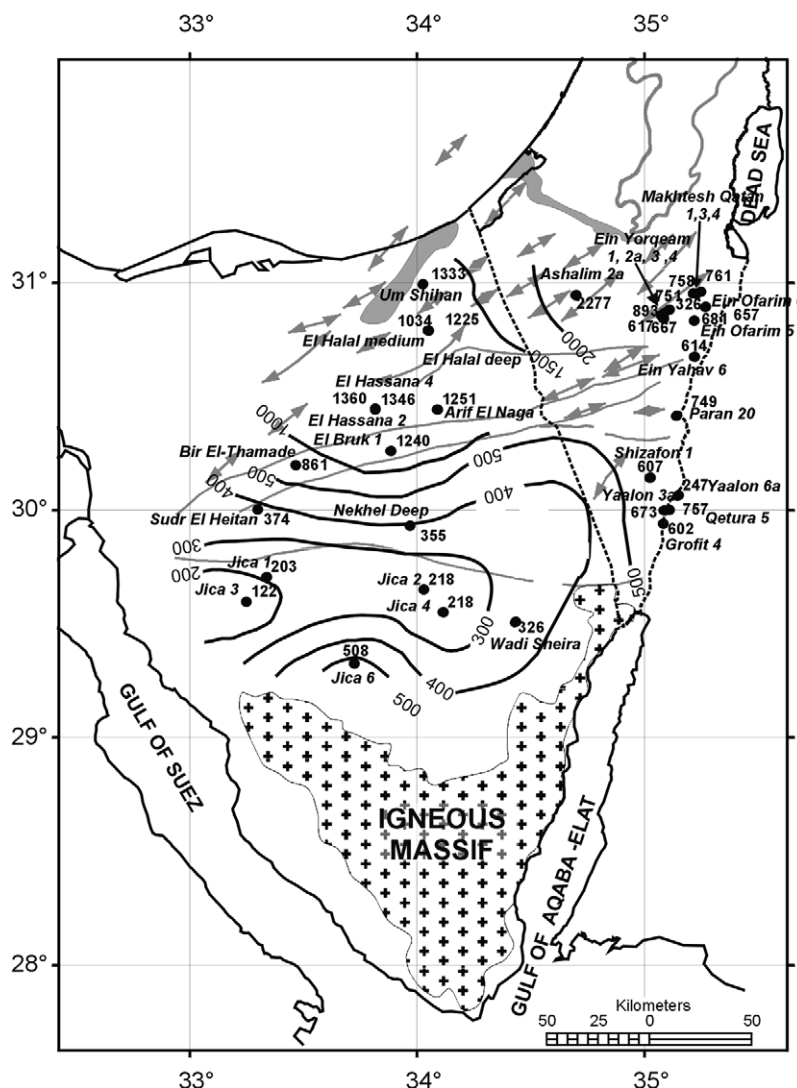 33° 34° 35°
DEAD SEA
Makhtesh Qatan
1,3,4
Ein Yorqeam
1, 2a, 3 ,4
31° 31°
1333
Um Shihan
Ashalim 2a
2277
758 761
751 326
893
617 667
Ein Ofarim
684 657
Ein Ofarim 5
1034 1225
El Halal medium
El Halal deep
1500
2000
614
Ein Yahav 6
El Hassana 4
1360 1346
El Hassana 2
1251
Arif El Naga
749
Paran 20
1000
El Bruk 1
1240
Bir El-Thamade
861
500
500
Shizafon 1
607
400
400
247 Yaalon 6a
Yaalon 3a
30° 30°
Sudr El Heitan 374
Nekhel Deep
355
673 757
Qetura 5
602
Grofit 4
300
200
Jica 1 203
Jica 3 122
Jica 2 218
Jica 4 218
300
326
Wadi Sheira
500
508
Jica 6
400
500
GULF OF SUEZ
29° 29°
IGNEOUS
MASSIF
GULF OF AQABA -ELAT
28° 28°
Kilometers
50 25 0 50
33° 34° 35°